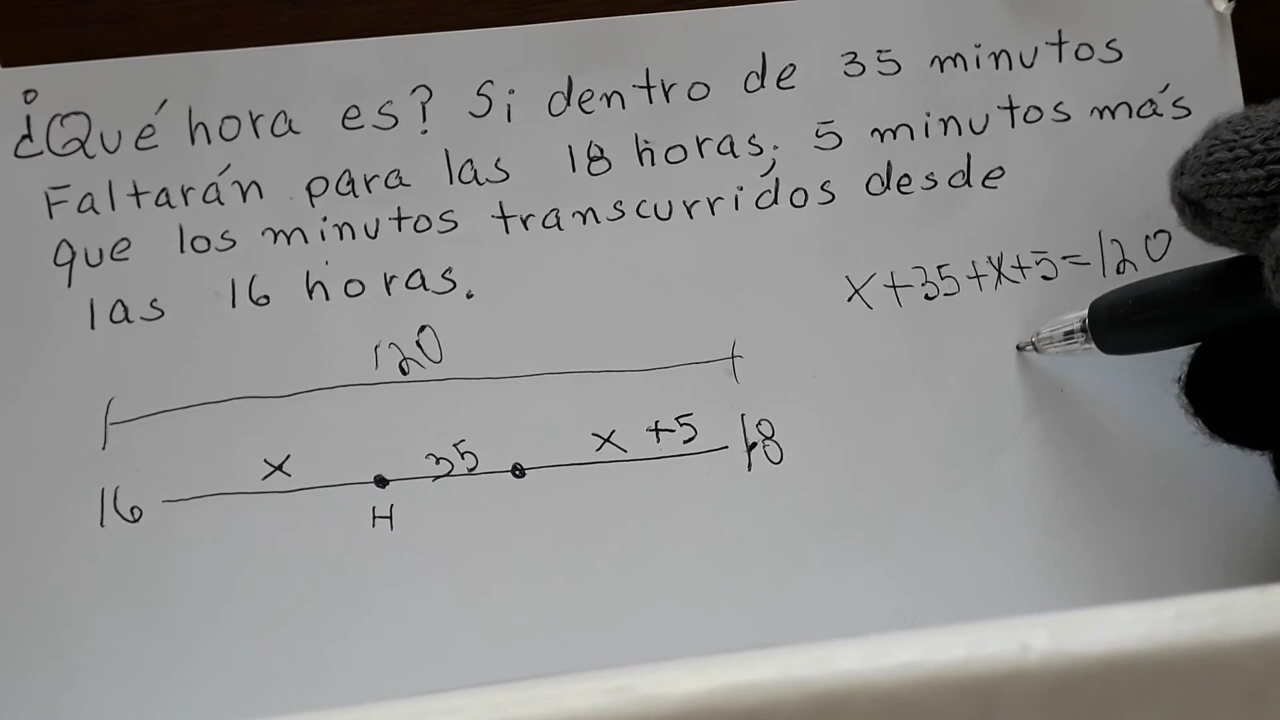 ¿Qué hora es? Si dentro de 35 minutos
Faltarán para las 18 horas; 5 minutos más
que los minutos transcurridos desde
las 16 horas.
x+35+x+5=120
120
16 x 35 x +5 18
H